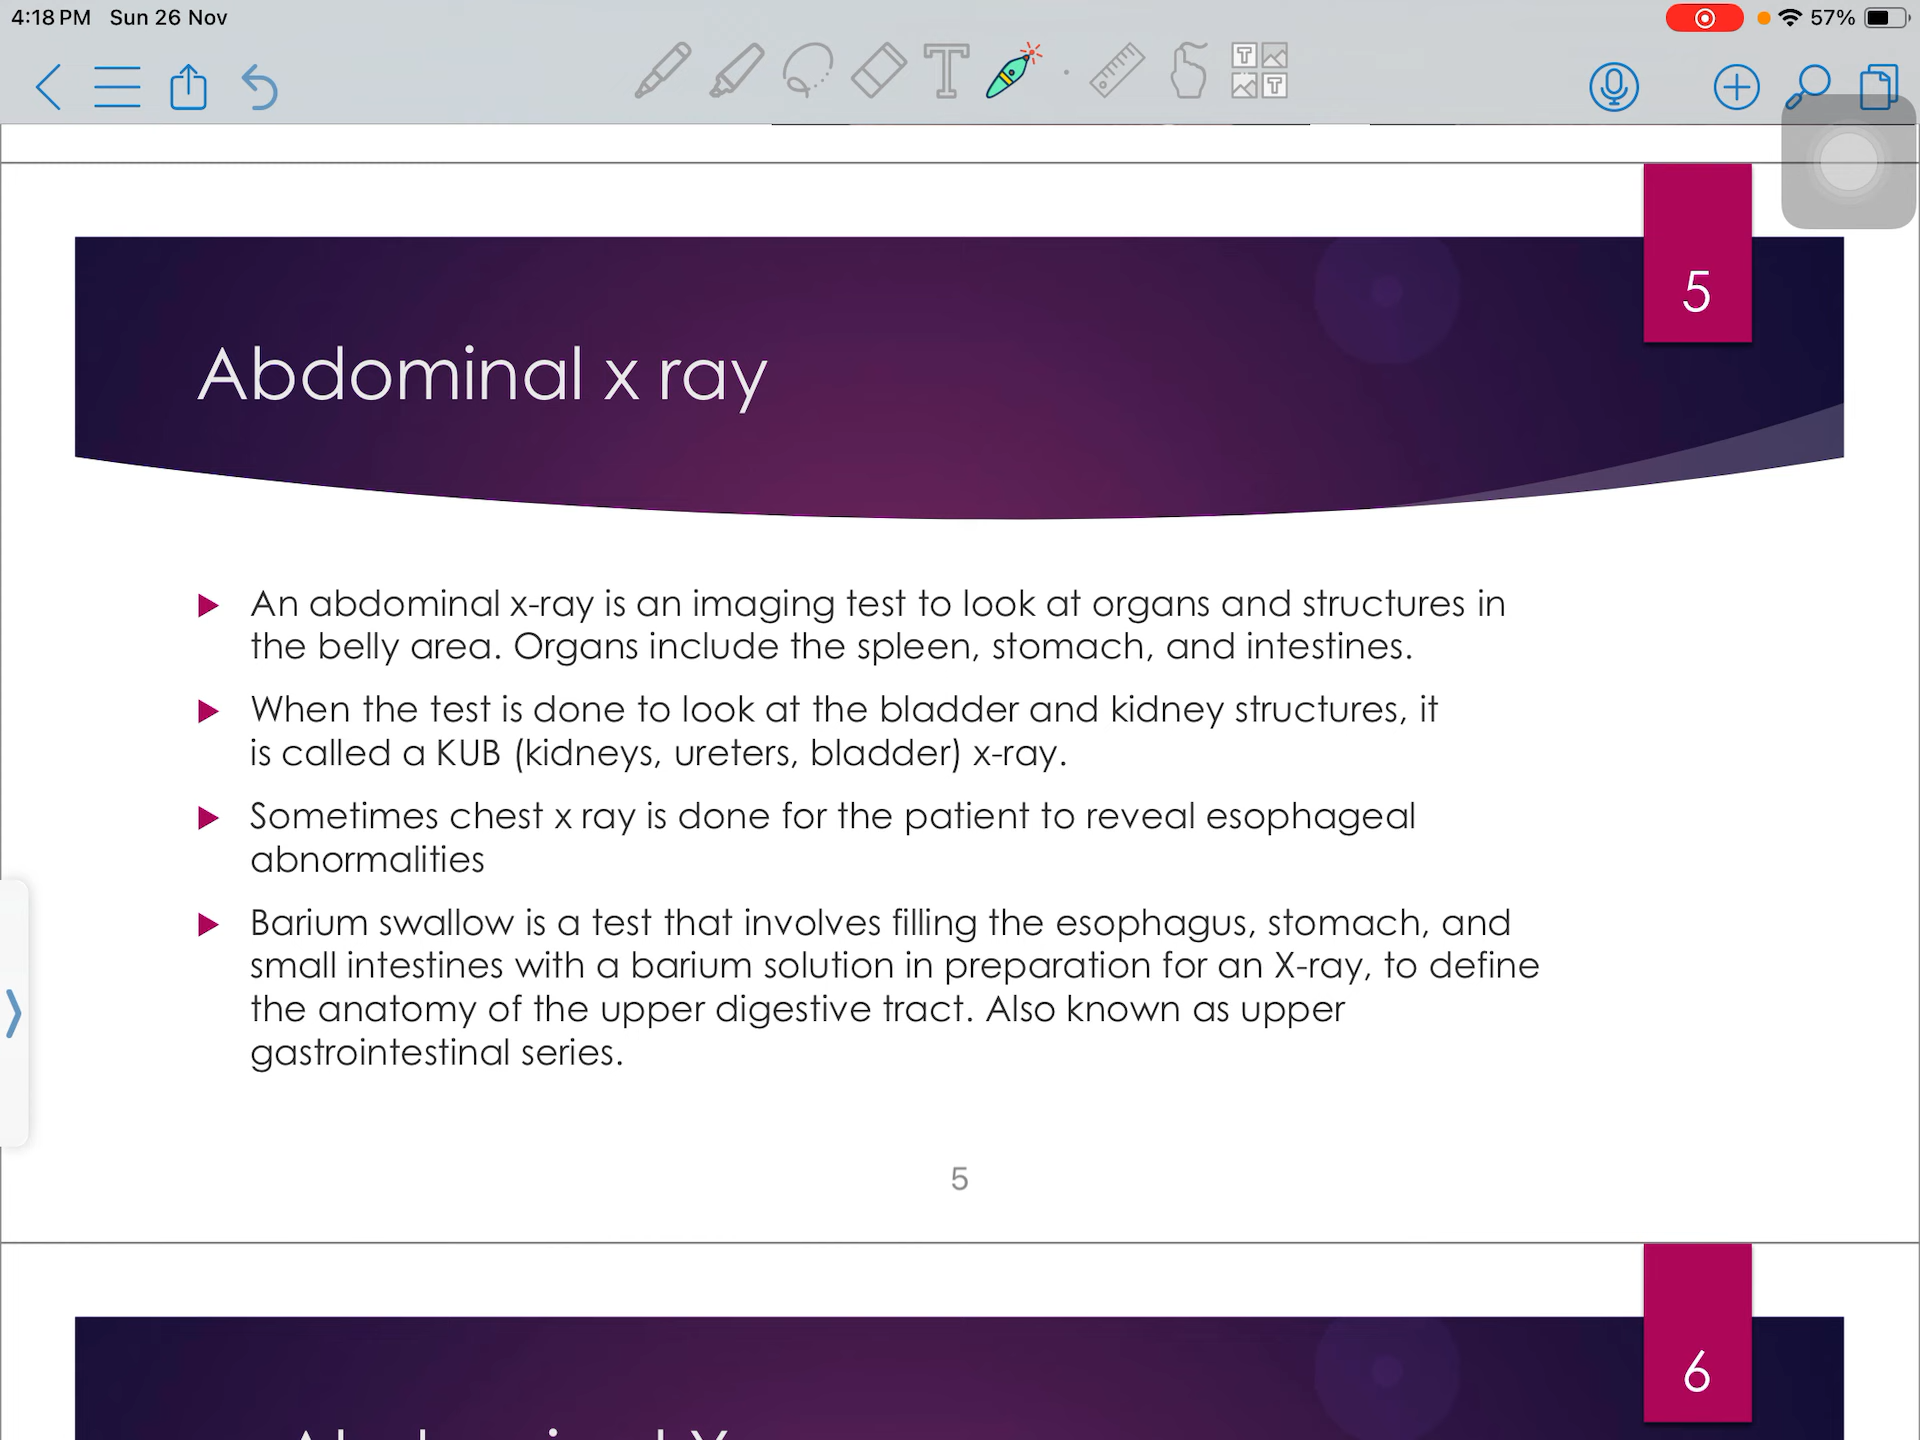 4:18 PM Sun 26 Nov
57%
5
Abdominal x ray
An abdominal x-ray is an imaging test to look at organs and structures in
the belly area. Organs include the spleen, stomach, and intestines.
When the test is done to look at the bladder and kidney structures, it
is called a KUB (kidneys, ureters, bladder) x-ray.
Sometimes chest x ray is done for the patient to reveal esophageal
abnormalities
Barium swallow is a test that involves filling the esophagus, stomach, and
small intestines with a barium solution in preparation for an X-ray, to define
the anatomy of the upper digestive tract. Also known as upper
gastrointestinal series.
5
6